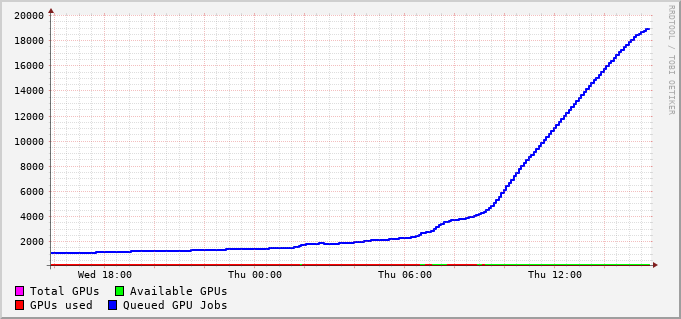 20000
18000
16000
14000
12000
10000
8000
6000
4000
2000
Wed 18:00 Thu 00:00 Thu 06:00 Thu 12:00
Total GPUs Available GPUs
GPUs used Queued GPU Jobs
RRDTOOL / TOBI OETIKER